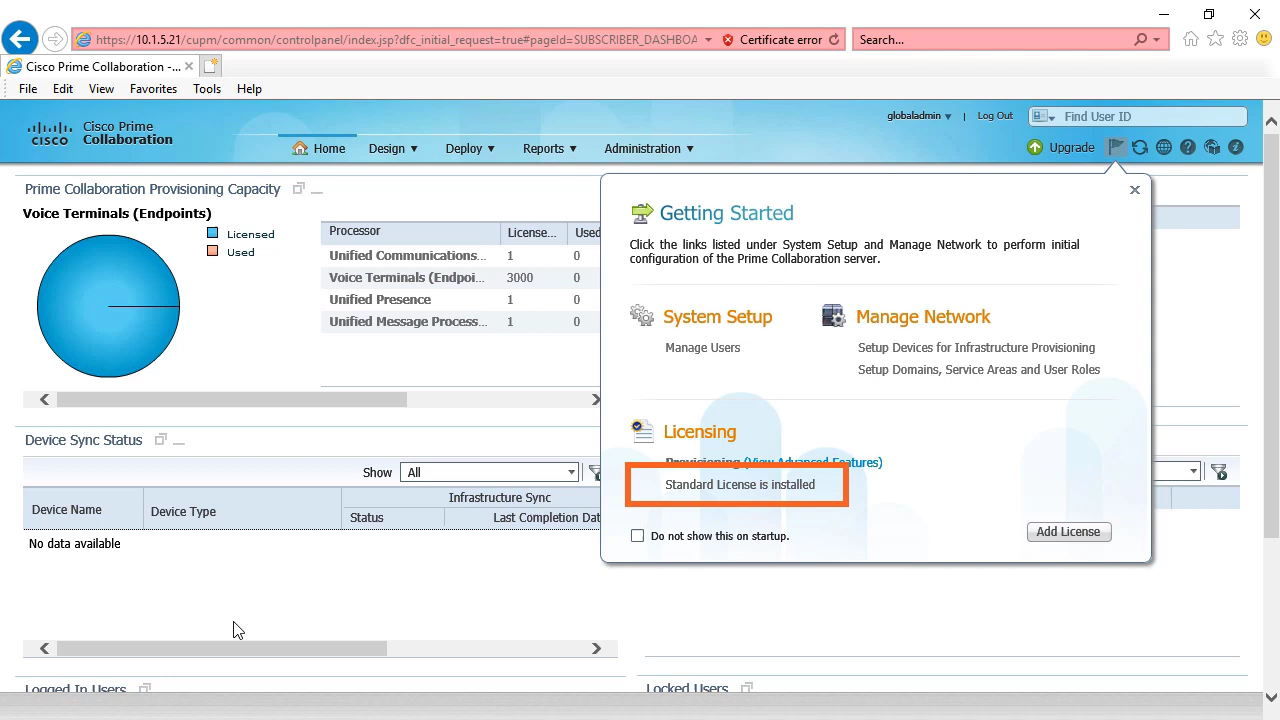 https://10.1.5.21/cupm/common/controlpanel/index.jsp?dfc_initial_request=true#pageId=SUBSCRIBER_DASHBOA
Certificate error
Search...
Cisco Prime Collaboration -...
File Edit View Favorites Tools Help
cisco
Cisco Prime
Collaboration
globaladmin | Log Out
Find User ID
Home Design Deploy Reports Administration
Upgrade
Prime Collaboration Provisioning Capacity
Voice Terminals (Endpoints)
Licensed
Used
Processor License... Used
Unified Communications... 1 0
Voice Terminals (Endpoi... 3000 0
Unified Presence 1 0
Unified Message Process... 1 0
Getting Started
Click the links listed under System Setup and Manage Network to perform initial
configuration of the Prime Collaboration server.
System Setup
Manage Users
Manage Network
Setup Devices for Infrastructure Provisioning
Setup Domains, Service Areas and User Roles
Licensing
Provisioning (View Advanced Features)
Standard License is installed
Do not show this on startup.
Add License
Device Sync Status
Show All
Device Name Device Type Infrastructure Sync
Status Last Completion Dat
No data available
Logged In Users
Locked Users